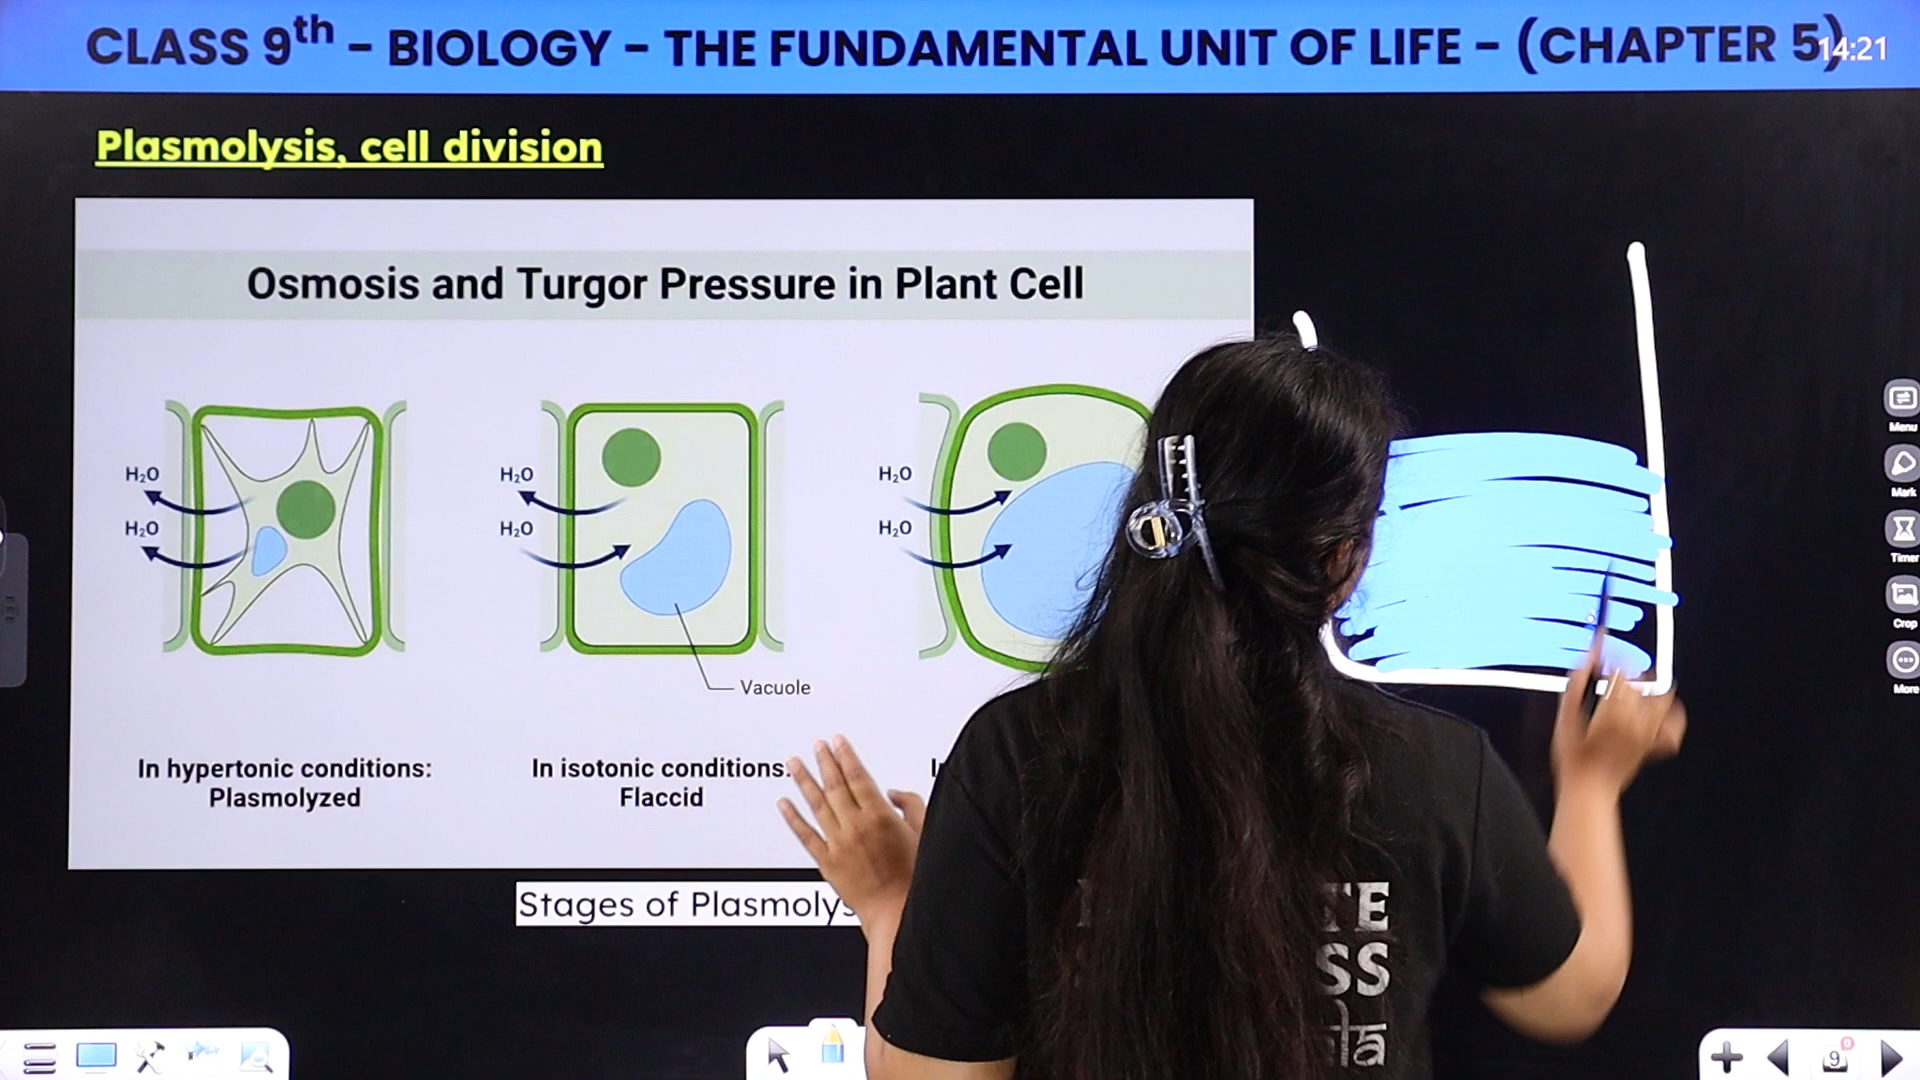 CLASS 9th - BIOLOGY - THE FUNDAMENTAL UNIT OF LIFE - (CHAPTER 5)
14:21
Plasmolysis, cell division
Osmosis and Turgor Pressure in Plant Cell
H₂O
H₂O
H₂O
H₂O
H₂O
H₂O
Vacuole
In hypertonic conditions:
Plasmolyzed
In isotonic conditions:
Flaccid
Stages of
Menu
Mark
Timer
Crop
More
9
0